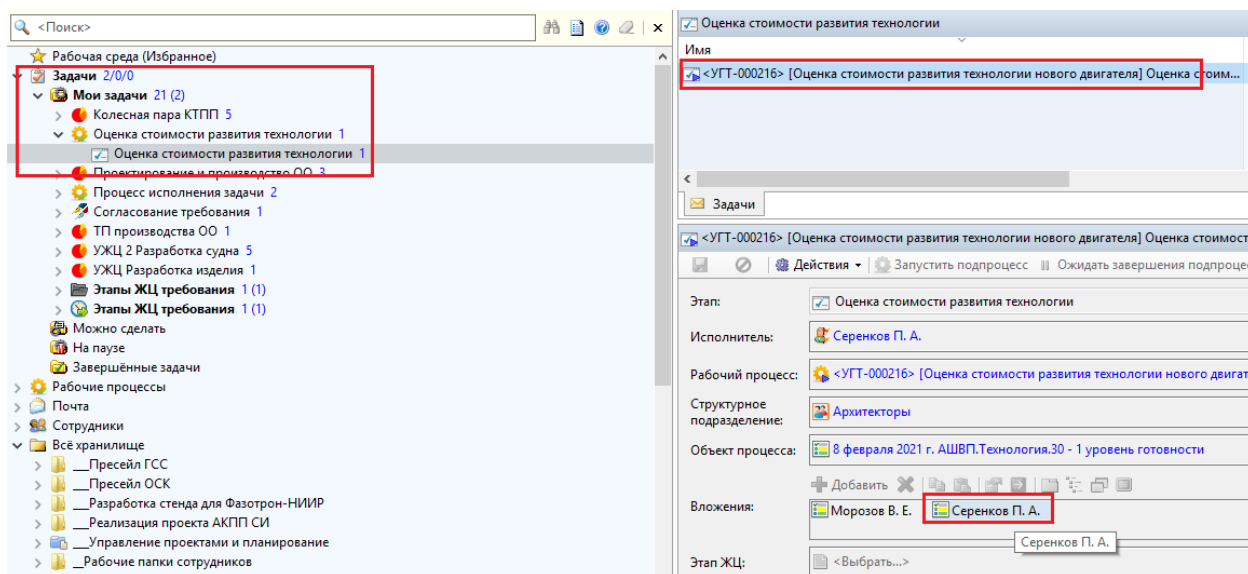 <Поиск>
Рабочая среда (Избранное)
Задачи 2/0/0
Мои задачи 21 (2)
Колесная пара КТПП 5
Оценка стоимости развития технологии 1
Оценка стоимости развития технологии 1
Проектирование и производство ОО 3
Процесс исполнения задачи 2
Согласование требования 1
ТП производства ОО 1
УЖЦ 2 Разработка судна 5
УЖЦ Разработка изделия 1
Этапы ЖЦ требования 1 (1)
Этапы ЖЦ требования 1 (1)
Можно сделать
На паузе
Завершённые задачи
Рабочие процессы
Почта
Сотрудники
Всё хранилище
__Пресейл ГСС
__Пресейл ОСК
__Разработка стенда для Фазотрон-НИИР
__Реализация проекта АКПП СИ
__Управление проектами и планирование
_Рабочие папки сотрудников
Оценка стоимости развития технологии
Имя
<УГТ-000216> [Оценка стоимости развития технологии нового двигателя] Оценка стоим...
Задачи
<УГТ-000216> [Оценка стоимости развития технологии нового двигателя] Оценка стоимост
Действия Запустить подпроцесс Ожидать завершения подпроце
Этап: Оценка стоимости развития технологии
Исполнитель: Серенков П. А.
Рабочий процесс: <УГТ-000216> [Оценка стоимости развития технологии нового двигат
Структурное
подразделение: Архитекторы
Объект процесса: 8 февраля 2021 г. АШВП.Технология.30 - 1 уровень готовности
Добавить
Вложения: Морозов В. Е. Серенков П. А.
Серенков П. А.
Этап ЖЦ: <Выбрать...>